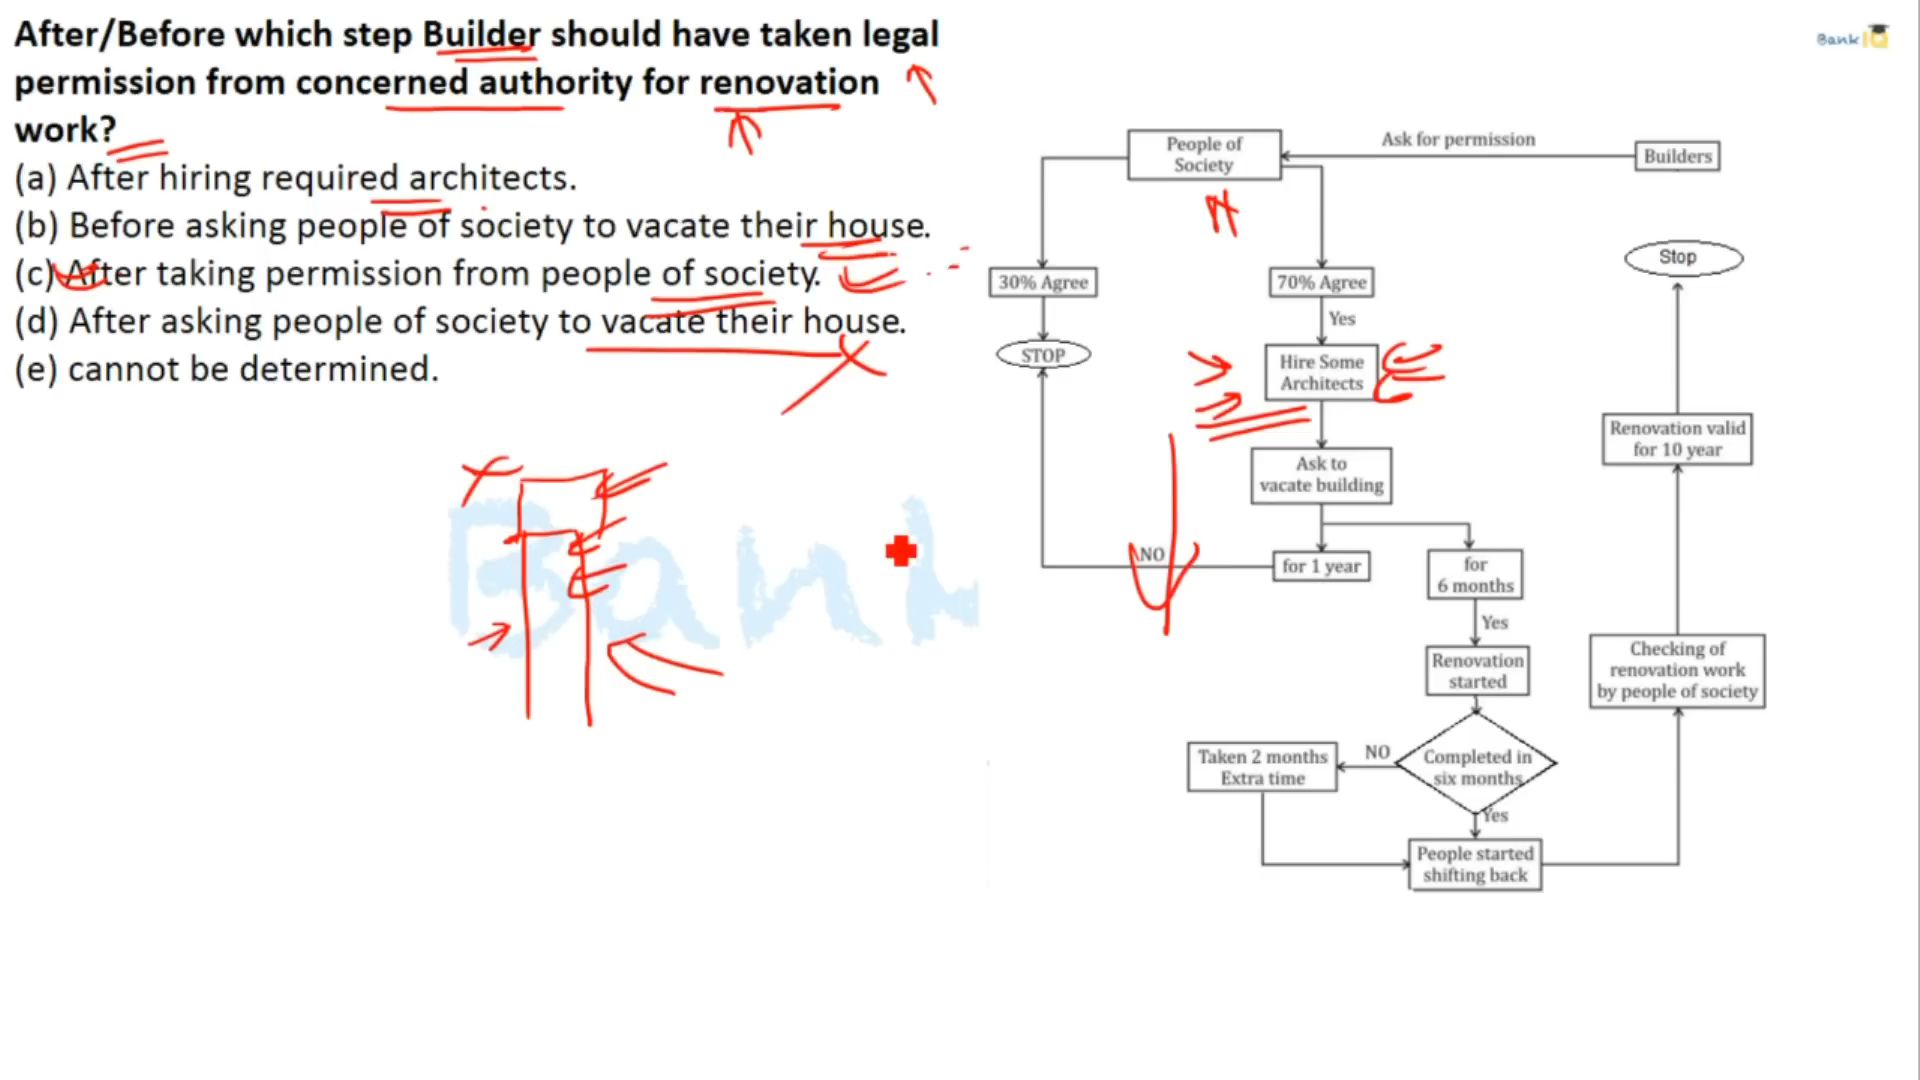 After/Before which step Builder should have taken legal
permission from concerned authority for renovation
work?
(a) After hiring required architects.
(b) Before asking people of society to vacate their house.
(c) After taking permission from people of society.
(d) After asking people of society to vacate their house.
(e) cannot be determined.
Bank IQ
People of
Society
Ask for permission
Builders
30% Agree
STOP
70% Agree
Yes
Hire Some
Architects
Ask to
vacate building
NO
for 1 year
for
6 months
Yes
Renovation
started
Completed in
six months
NO
Taken 2 months
Extra time
Yes
People started
shifting back
Checking of
renovation work
by people of society
Renovation valid
for 10 year
Stop
Bank